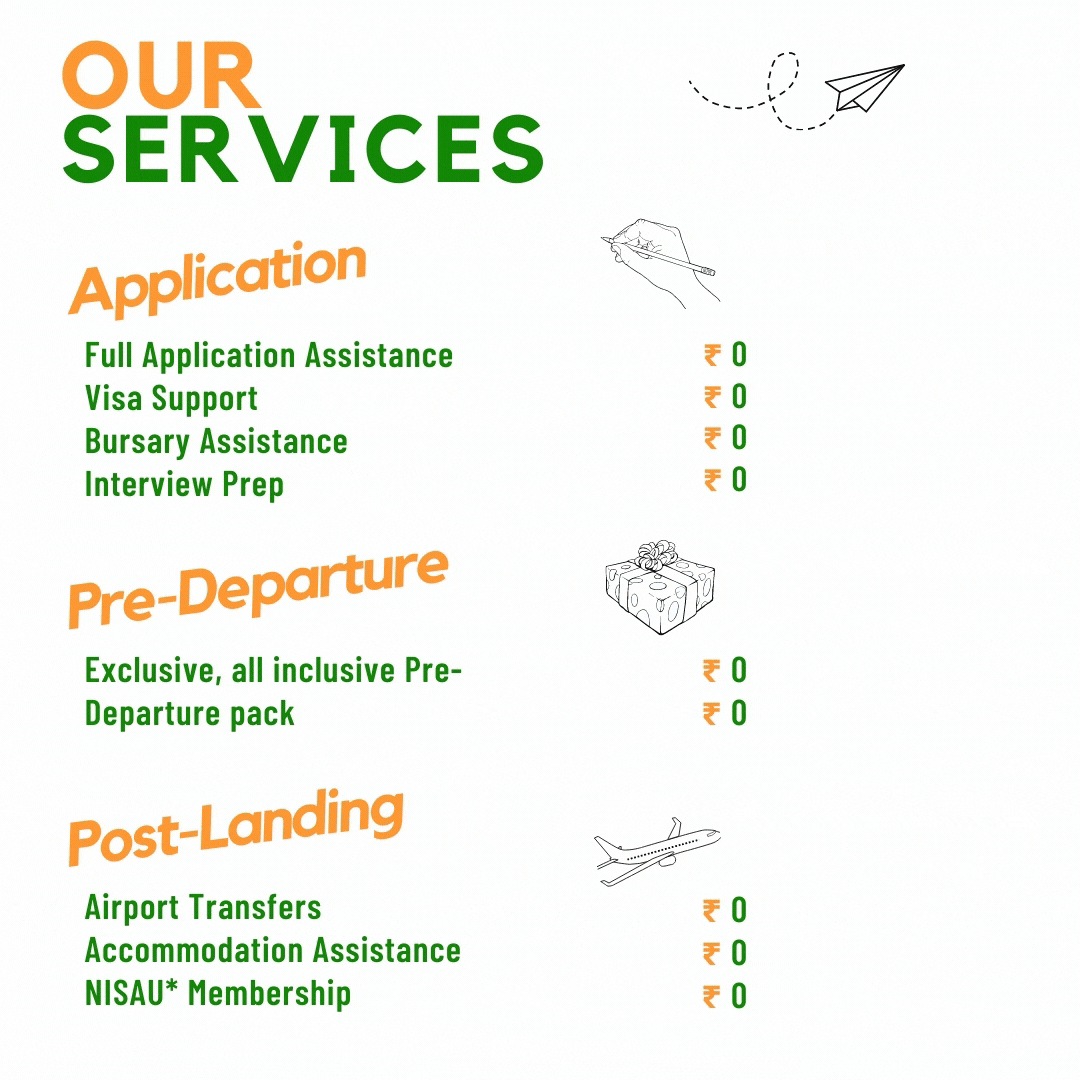 OUR
SERVICES
Application
Full Application Assistance ₹ 0
Visa Support ₹ 0
Bursary Assistance ₹ 0
Interview Prep ₹ 0
Pre-Departure
Exclusive, all inclusive Pre- ₹ 0
Departure pack ₹ 0
Post-Landing
Airport Transfers ₹ 0
Accommodation Assistance ₹ 0
NISAU* Membership ₹ 0